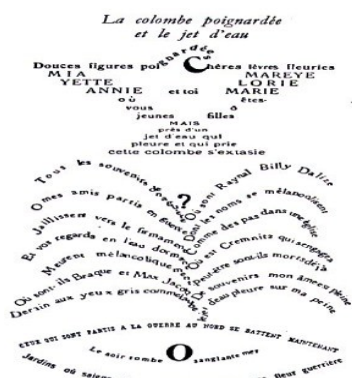 La colombe poignardée
et le jet d'eau
Douces figures poignardées Chères lèvres fleuries
MIA MAREYE
YETTE LORIE
ANNIE et toi MARIE
où êtes-
vous ô
jeunes filles
MAIS
près d'un
jet d'eau qui
pleure et qui prie
cette colombe s'extasie
Tous les souvenirs de naguère
?
O mes amis partis en guerre
Jaillissent vers le firmament
Et vos regards en l'eau dormant
Meurent mélancoliquement
Où sont-ils Braque et Max Jacob
Derain aux yeux gris comme l'aube
Où sont Raynal Billy Dalize
Dont les noms se mélancolisent
Comme des pas dans une église
Où est Cremnitz qui s'engagea
Peut-être sont-ils morts déjà
De souvenirs mon âme est pleine
Le jet d'eau pleure sur ma peine
CEUX QUI SONT PARTIS A LA GUERRE AU NORD SE BATTENT MAINTENANT
Le soir tombe O sanglante mer
Jardins où saigne fleur guerrière